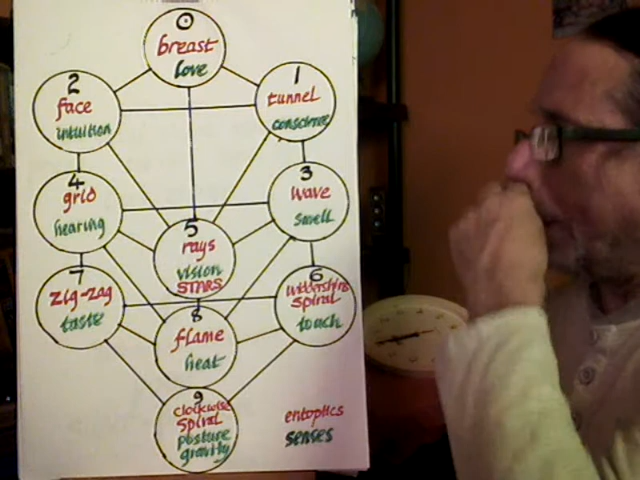 0
breast
love
2
face
intuition
1
tunnel
conscience
4
grid
hearing
3
wave
smell
5
rays
vision
STARS
7
zig-zag
taste
6
widdershins
spiral
touch
8
flame
heat
9
clockwise
spiral
posture
gravity
entoptics
senses